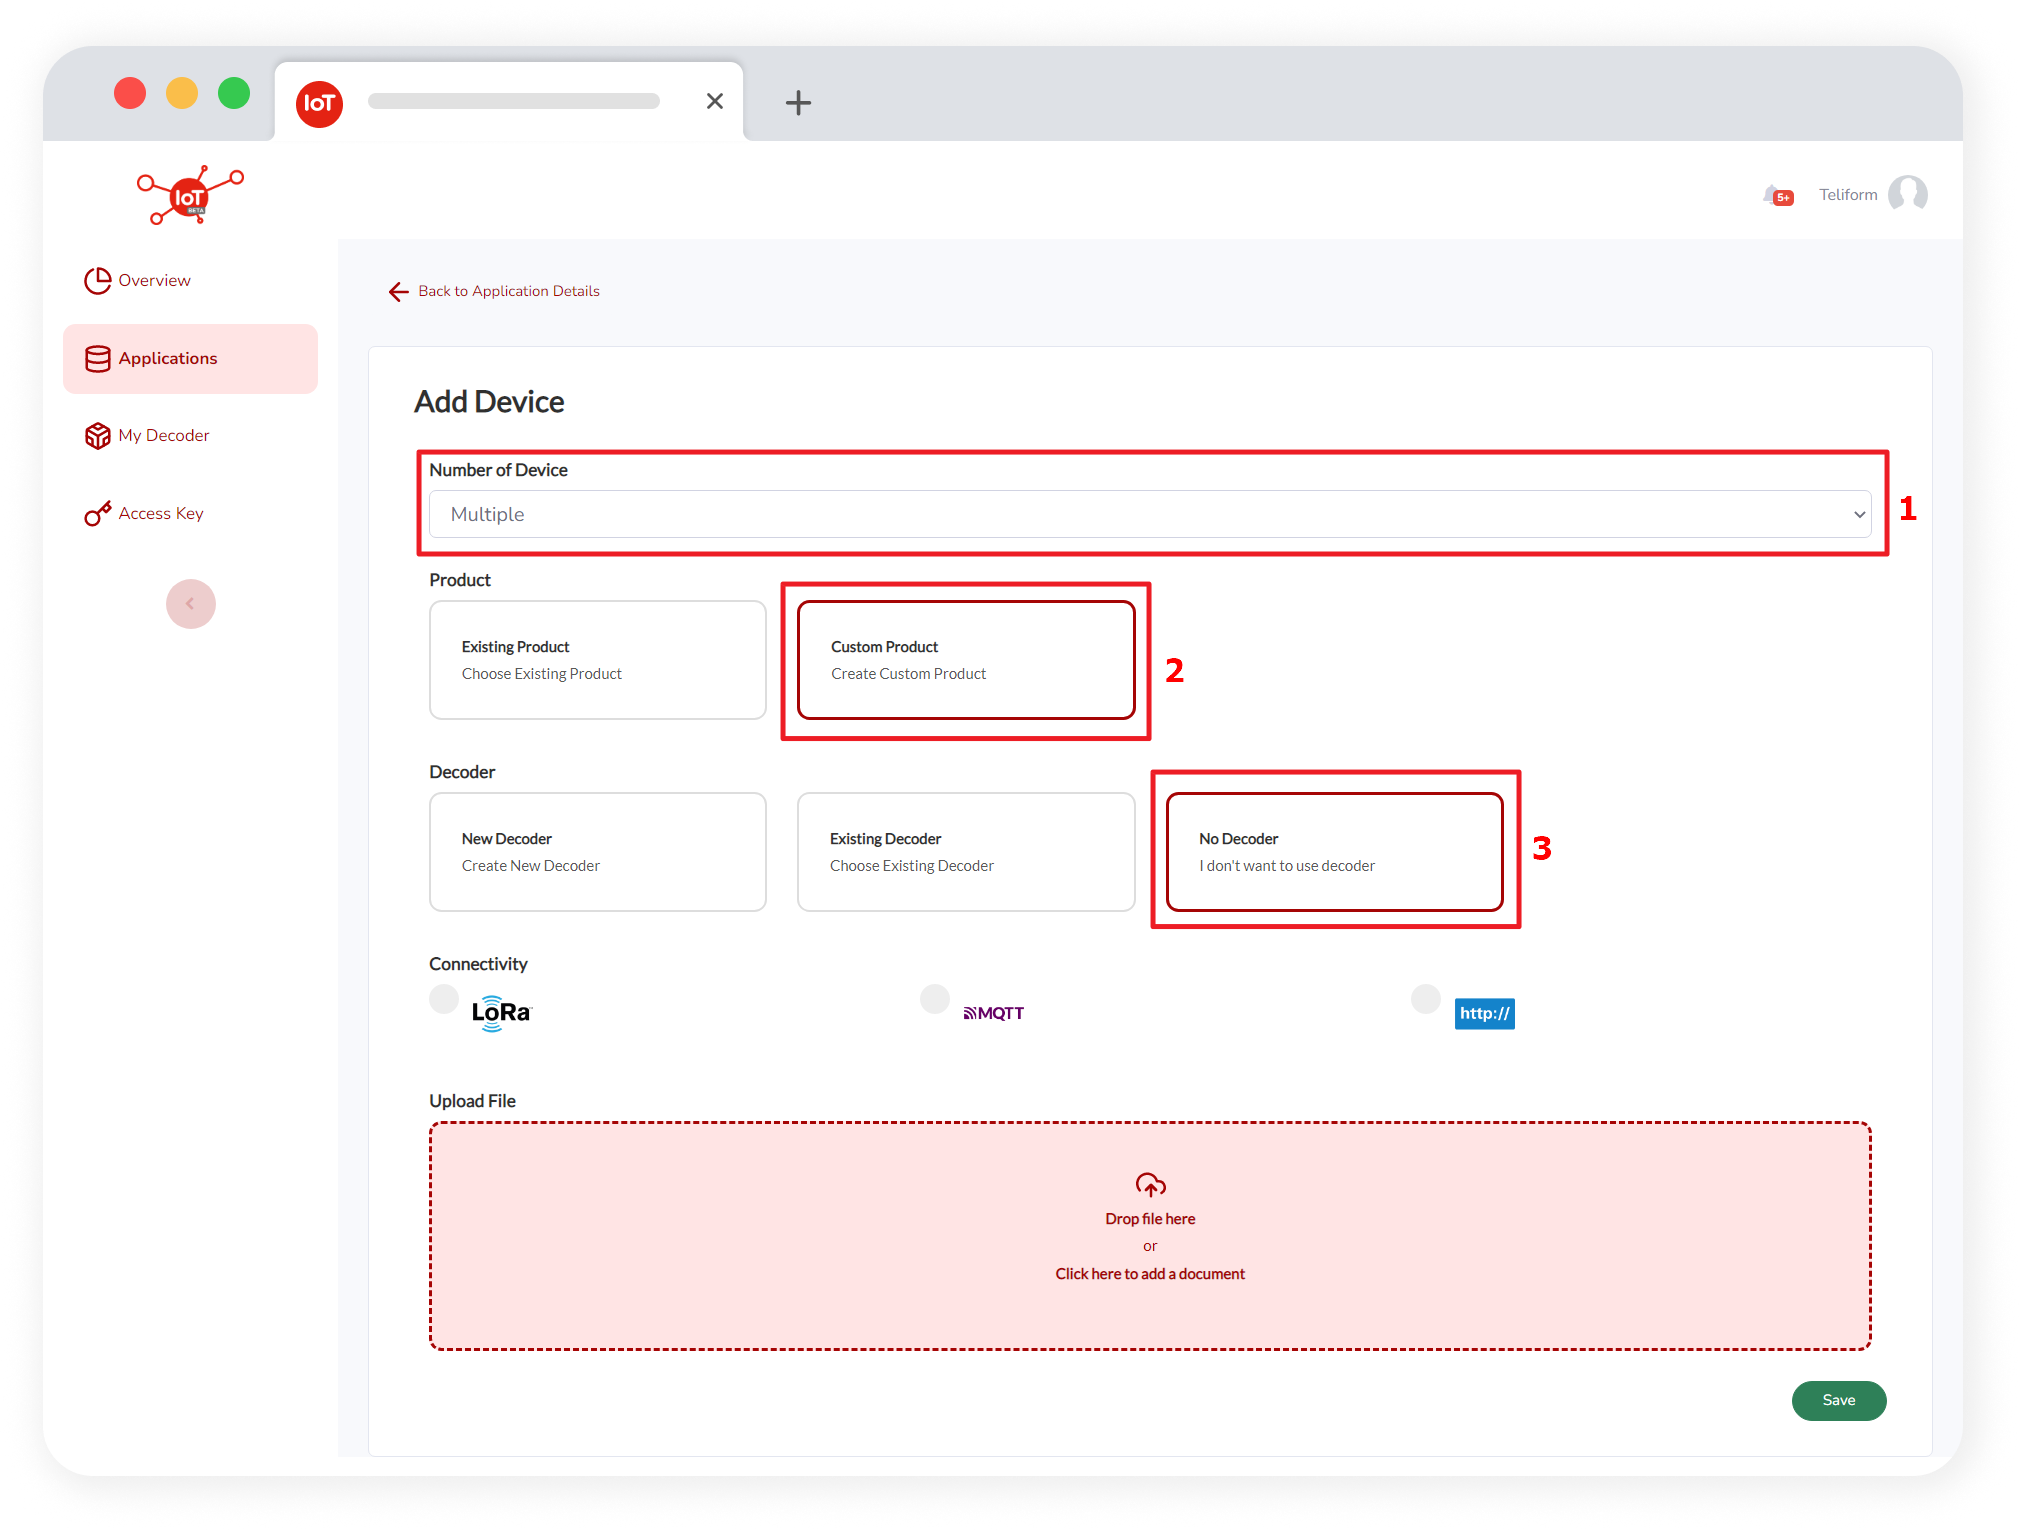 IoT
IoT
BETA
5+
Teliform
Overview
Applications
My Decoder
Access Key
Back to Application Details
Add Device
Number of Device
Multiple
1
Product
Existing Product
Choose Existing Product
Custom Product
Create Custom Product
2
Decoder
New Decoder
Create New Decoder
Existing Decoder
Choose Existing Decoder
No Decoder
I don't want to use decoder
3
Connectivity
LoRa
MQTT
http://
Upload File
Drop file here
or
Click here to add a document
Save